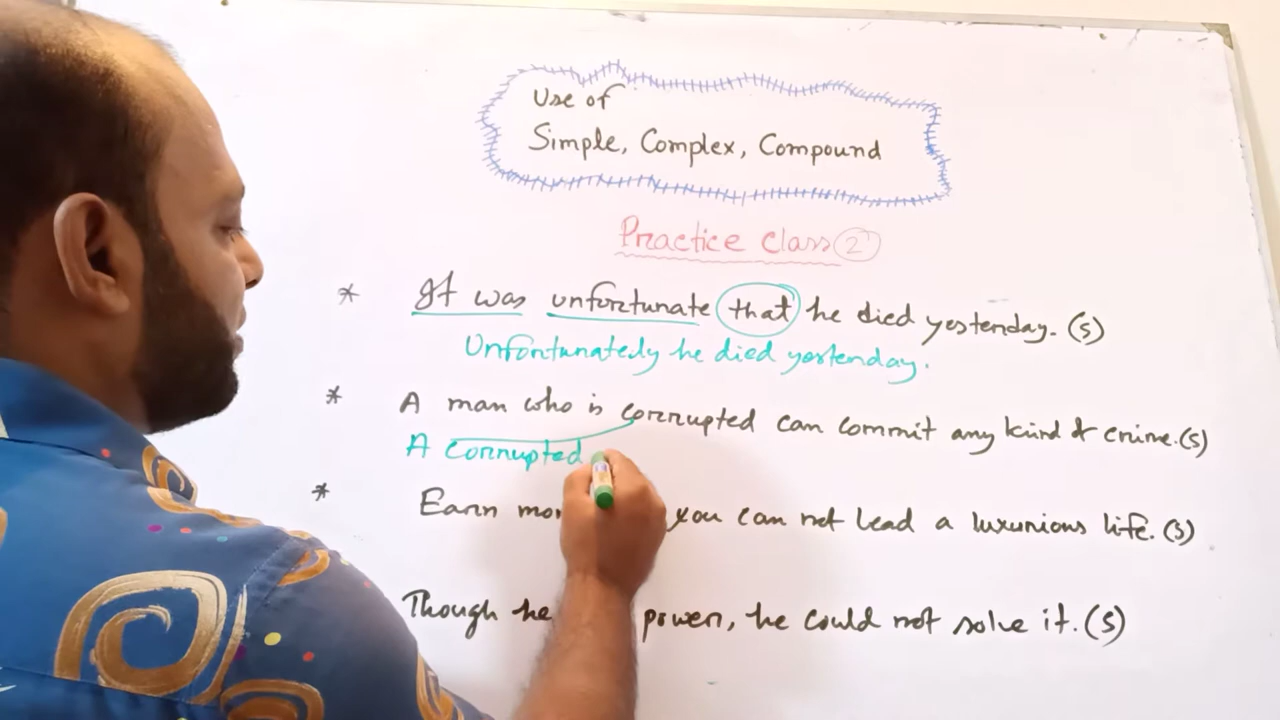 Use of
Simple, Complex, Compound
Practice Class 2
* It was unfortunate that he died yesterday. (s)
Unfortunately he died yesterday.
* A man who is corrupted can commit any kind of crime. (s)
A corrupted
* Earn you can not lead a luxurious life. (s)
Though he power, he could not solve it. (s)